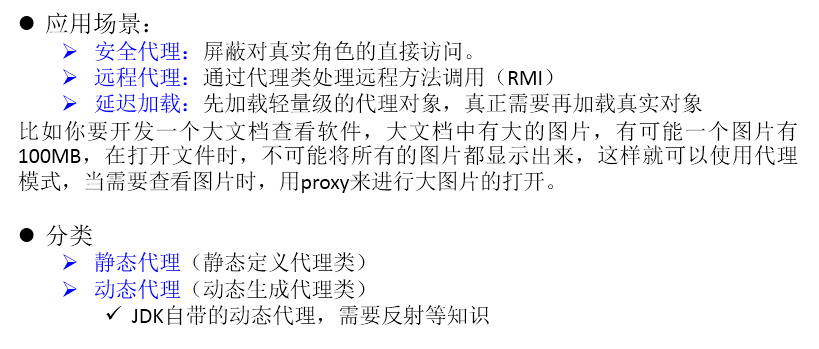 ● 应用场景：
➢ 安全代理：屏蔽对真实角色的直接访问。
➢ 远程代理：通过代理类处理远程方法调用（RMI）
➢ 延迟加载：先加载轻量级的代理对象，真正需要再加载真实对象
比如你要开发一个大文档查看软件，大文档中有大的图片，有可能一个图片有
100MB，在打开文件时，不可能将所有的图片都显示出来，这样就可以使用代理
模式，当需要查看图片时，用proxy来进行大图片的打开。
● 分类
➢ 静态代理（静态定义代理类）
➢ 动态代理（动态生成代理类）
✓ JDK自带的动态代理，需要反射等知识